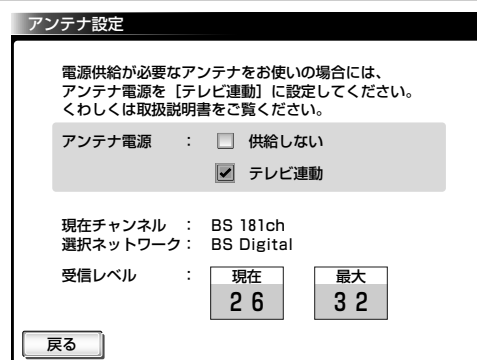 アンテナ設定
電源供給が必要なアンテナをお使いの場合には、
アンテナ電源を［テレビ連動］に設定してください。
くわしくは取扱説明書をご覧ください。
アンテナ電源 ： 供給しない
テレビ連動
現在チャンネル ： BS 181ch
選択ネットワーク： BS Digital
受信レベル ： 現在 最大
26 32
戻る